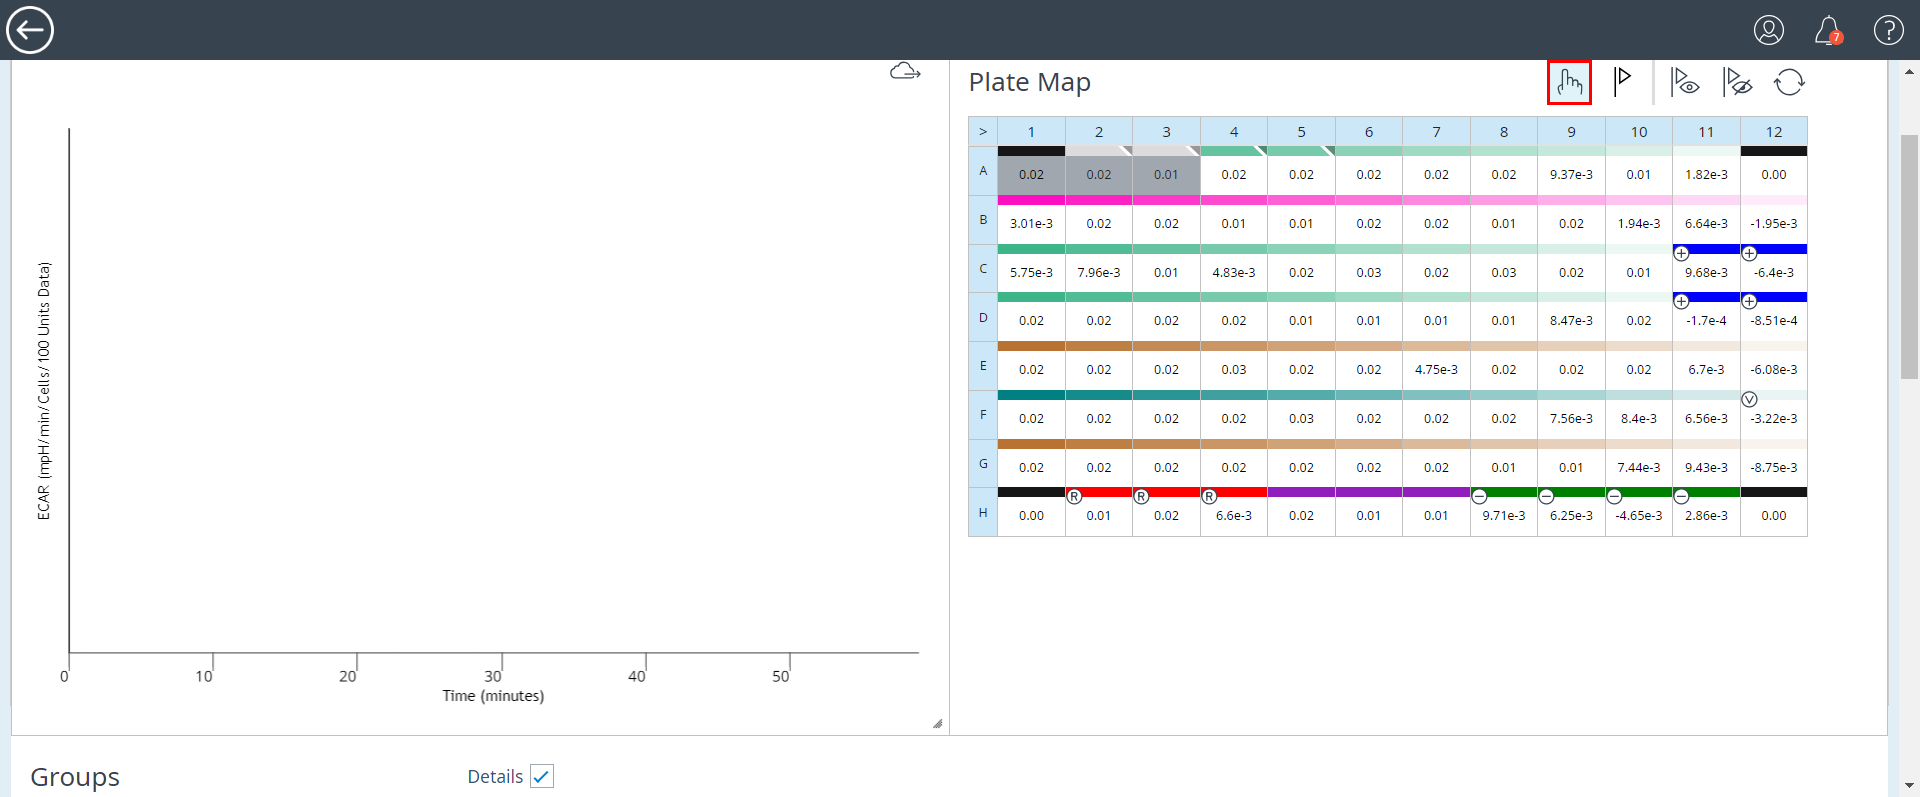 7 ?
Plate Map
> 1 2 3 4 5 6 7 8 9 10 11 12
A 0.02 0.02 0.01 0.02 0.02 0.02 0.02 0.02 9.37e-3 0.01 1.82e-3 0.00
B 3.01e-3 0.02 0.02 0.01 0.01 0.02 0.02 0.01 0.02 1.94e-3 6.64e-3 -1.95e-3
+ +
C 5.75e-3 7.96e-3 0.01 4.83e-3 0.02 0.03 0.02 0.03 0.02 0.01 9.68e-3 -6.4e-3
+ +
D 0.02 0.02 0.02 0.02 0.01 0.01 0.01 0.01 8.47e-3 0.02 -1.7e-4 -8.51e-4
E 0.02 0.02 0.02 0.03 0.02 0.02 4.75e-3 0.02 0.02 0.02 6.7e-3 -6.08e-3
V
F 0.02 0.02 0.02 0.02 0.03 0.02 0.02 0.02 7.56e-3 8.4e-3 6.56e-3 -3.22e-3
G 0.02 0.02 0.02 0.02 0.02 0.02 0.02 0.01 0.01 7.44e-3 9.43e-3 -8.75e-3
R R R − − − −
H 0.00 0.01 0.02 6.6e-3 0.02 0.01 0.01 9.71e-3 6.25e-3 -4.65e-3 2.86e-3 0.00
ECAR (mpH/min/Cells/100 Units Data)
0 10 20 30 40 50
Time (minutes)
Groups
Details